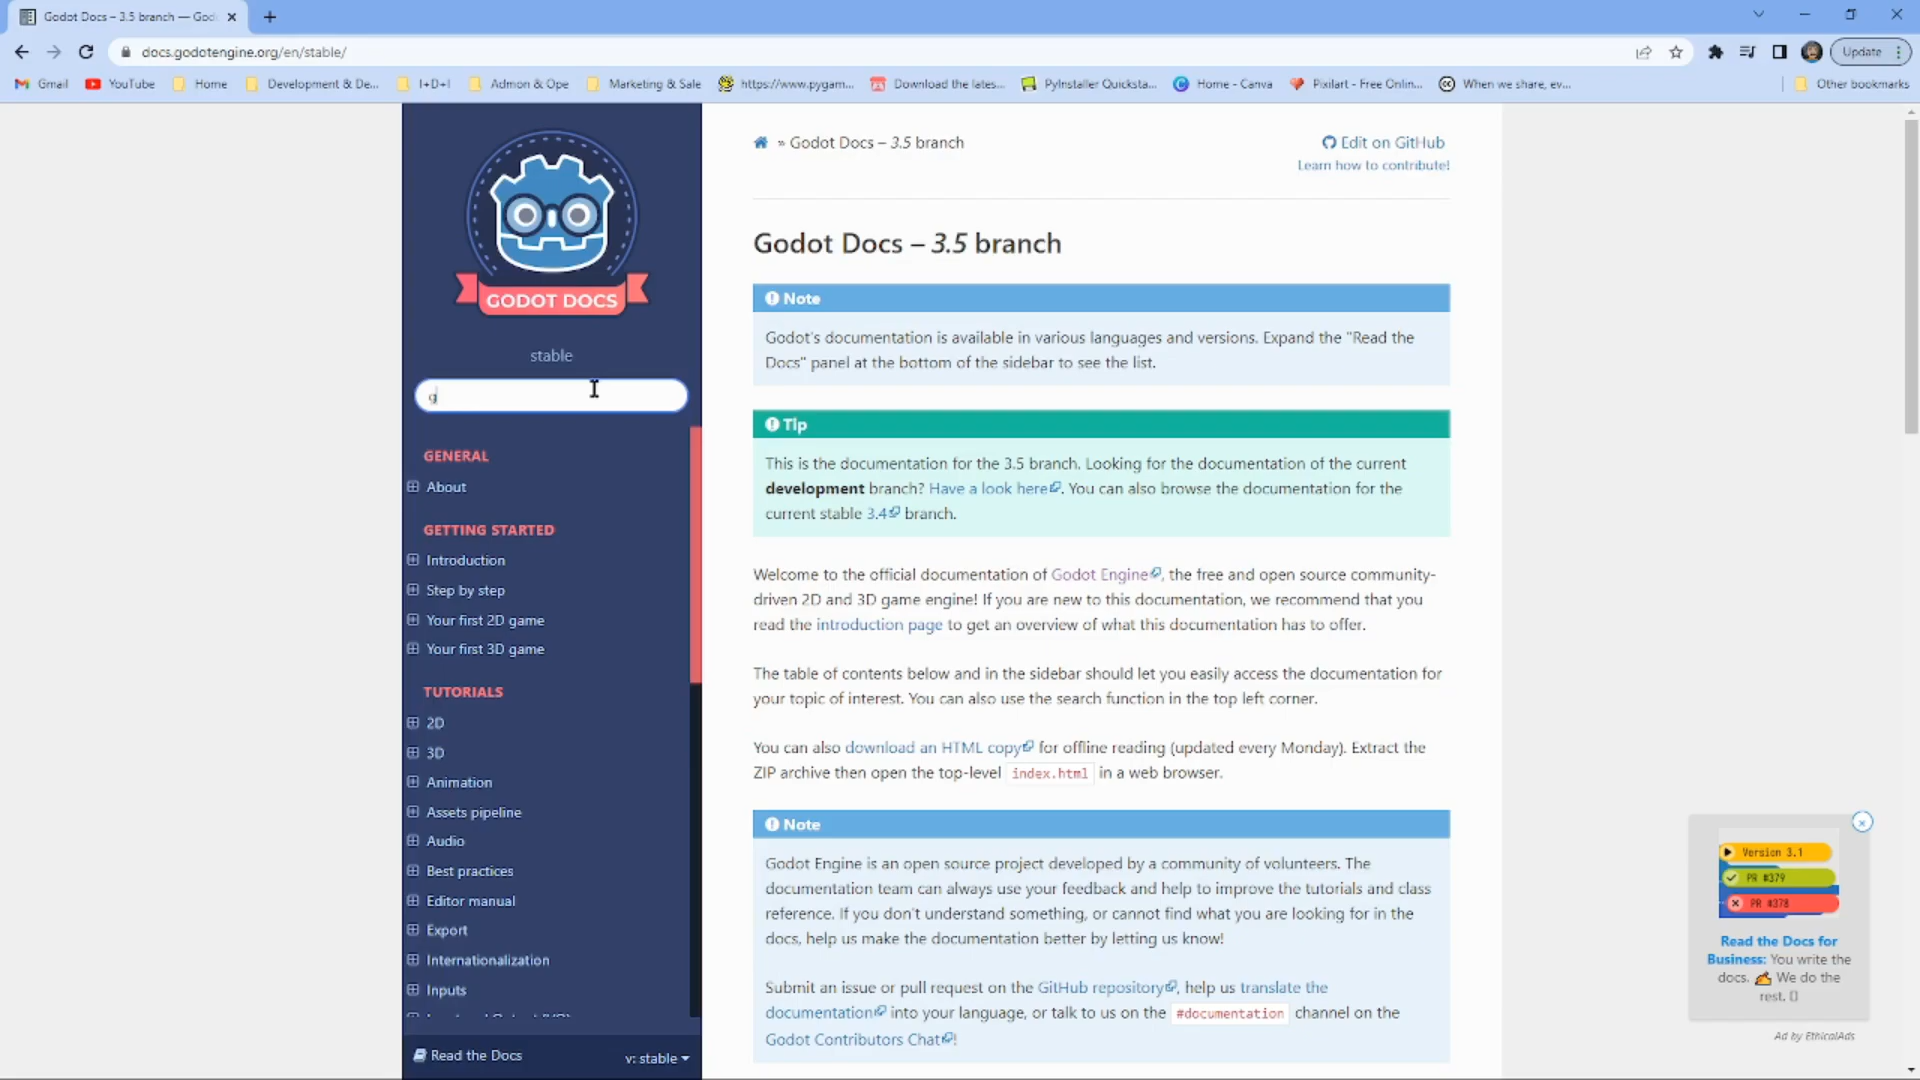 Godot Docs – 3.5 branch — God
docs.godotengine.org/en/stable/
Update
Gmail
YouTube
Home
Development & De...
I+D+I
Admon & Ope
Marketing & Sale
https://www.pygam...
Download the lates...
PyInstaller Quicksta...
Home - Canva
Pixilart - Free Onlin...
When we share, ev...
Other bookmarks
GODOT DOCS
stable
g
GENERAL
About
GETTING STARTED
Introduction
Step by step
Your first 2D game
Your first 3D game
TUTORIALS
2D
3D
Animation
Assets pipeline
Audio
Best practices
Editor manual
Export
Internationalization
Inputs
Read the Docs
v: stable
» Godot Docs – 3.5 branch
Edit on GitHub
Learn how to contribute!
Godot Docs – 3.5 branch
Note
Godot's documentation is available in various languages and versions. Expand the "Read the
Docs" panel at the bottom of the sidebar to see the list.
Tip
This is the documentation for the 3.5 branch. Looking for the documentation of the current
development branch? Have a look here. You can also browse the documentation for the
current stable 3.4 branch.
Welcome to the official documentation of Godot Engine, the free and open source community-
driven 2D and 3D game engine! If you are new to this documentation, we recommend that you
read the introduction page to get an overview of what this documentation has to offer.
The table of contents below and in the sidebar should let you easily access the documentation for
your topic of interest. You can also use the search function in the top left corner.
You can also download an HTML copy for offline reading (updated every Monday). Extract the
ZIP archive then open the top-level index.html in a web browser.
Note
Godot Engine is an open source project developed by a community of volunteers. The
documentation team can always use your feedback and help to improve the tutorials and class
reference. If you don't understand something, or cannot find what you are looking for in the
docs, help us make the documentation better by letting us know!
Submit an issue or pull request on the GitHub repository, help us translate the
documentation into your language, or talk to us on the #documentation channel on the
Godot Contributors Chat!
Version 3.1
PR #379
PR #378
Read the Docs for
Business: You write the
docs. ✍ We do the
rest. ▯
Ad by EthicalAds